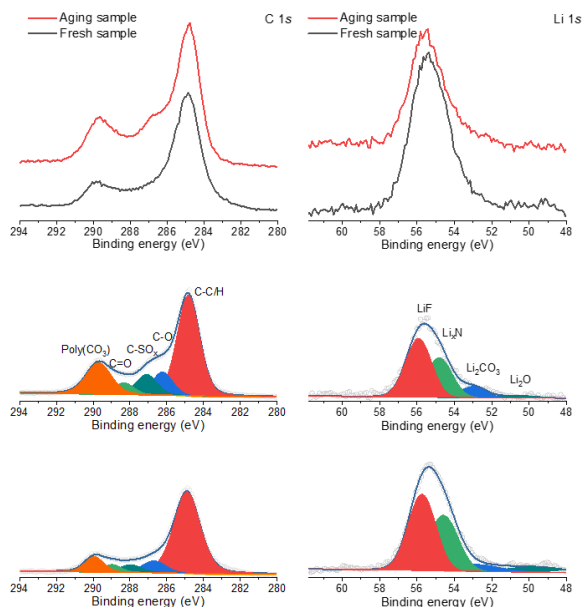 Aging sample
Fresh sample
C 1s
294 292 290 288 286 284 282 280
Binding energy (eV)
Aging sample
Fresh sample
Li 1s
60 58 56 54 52 50 48
Binding energy (eV)
C-C/H
C-O
C-SOₓ
Poly(CO₃)
C=O
294 292 290 288 286 284 282 280
Binding energy (eV)
LiF
LiₓN
Li₂CO₃
Li₂O
60 58 56 54 52 50 48
Binding energy (eV)
294 292 290 288 286 284 282 280
Binding energy (eV)
60 58 56 54 52 50 48
Binding energy (eV)